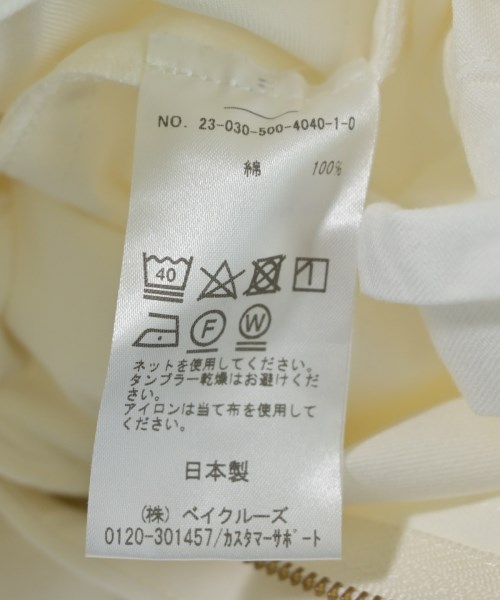 NO. 23-030-500-4040-1-0
綿 100%
40
F W
ネットを使用してください。
タンブラー乾燥はお避けくだ
さい。
アイロンは当て布を使用して
ください。
日本製
(株) ベイクルーズ
0120-301457/ｶｽﾀﾏｰｻﾎﾟｰﾄ